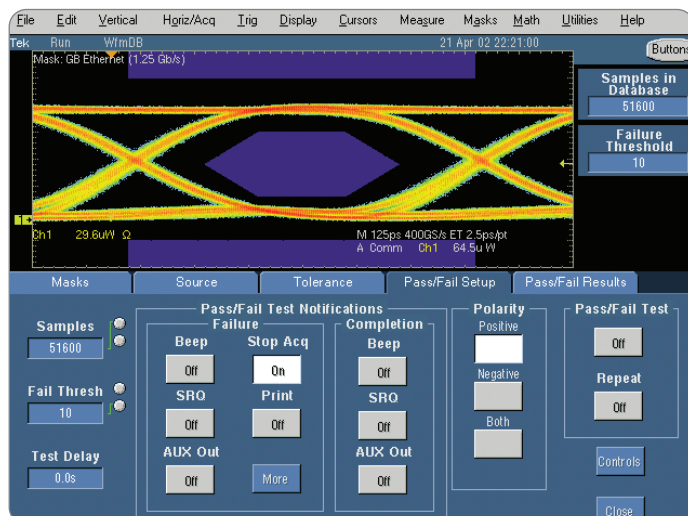 File Edit Vertical Horiz/Acq Trig Display Cursors Measure Masks Math Utilities Help
Tek Run WfmDB 21 Apr 02 22:21:00 Buttons
Mask: GB Ethernet (1.25 Gb/s)
Samples in
Database
51600
Failure
Threshold
10
1
Ch1 29.6uW Ω
M 125ps 400GS/s ET 2.5ps/pt
A Comm Ch1 64.5u W
Masks Source Tolerance Pass/Fail Setup Pass/Fail Results
Samples
51600
Fail Thresh
10
Test Delay
0.0s
Pass/Fail Test Notifications
Failure
Beep Stop Acq
Off On
SRQ Print
Off Off
AUX Out
Off More
Completion
Beep
Off
SRQ
Off
AUX Out
Off
Polarity
Positive
Negative
Both
Pass/Fail Test
Off
Repeat
Off
Controls
Close